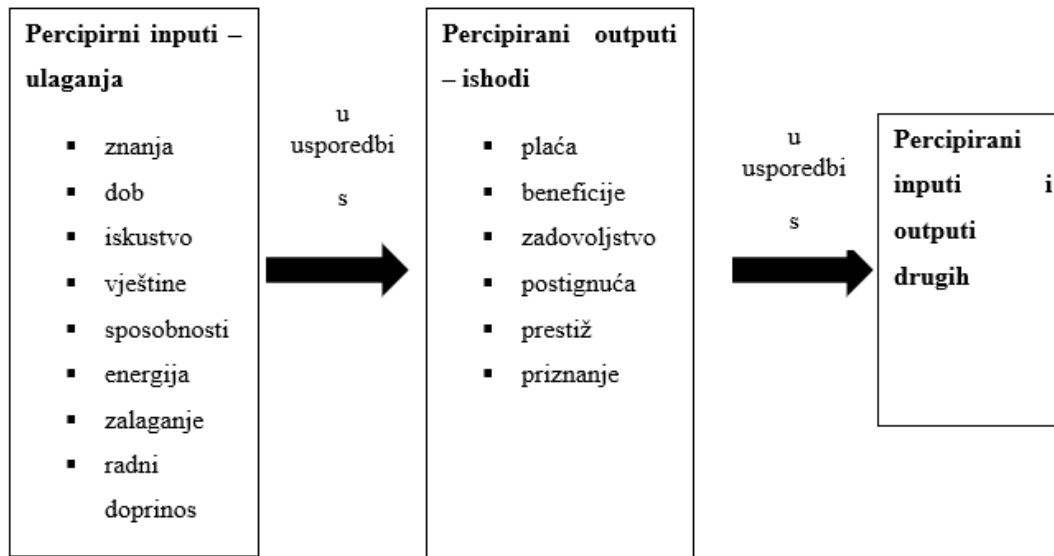 Percipirni inputi –
ulaganja
▪ znanja
▪ dob
▪ iskustvo
▪ vještine
▪ sposobnosti
▪ energija
▪ zalaganje
▪ radni
doprinos
u
usporedbi
s
Percipirani outputi
– ishodi
▪ plaća
▪ beneficije
▪ zadovoljstvo
▪ postignuća
▪ prestiž
▪ priznanje
u
usporedbi
s
Percipirani
inputi i
outputi
drugih